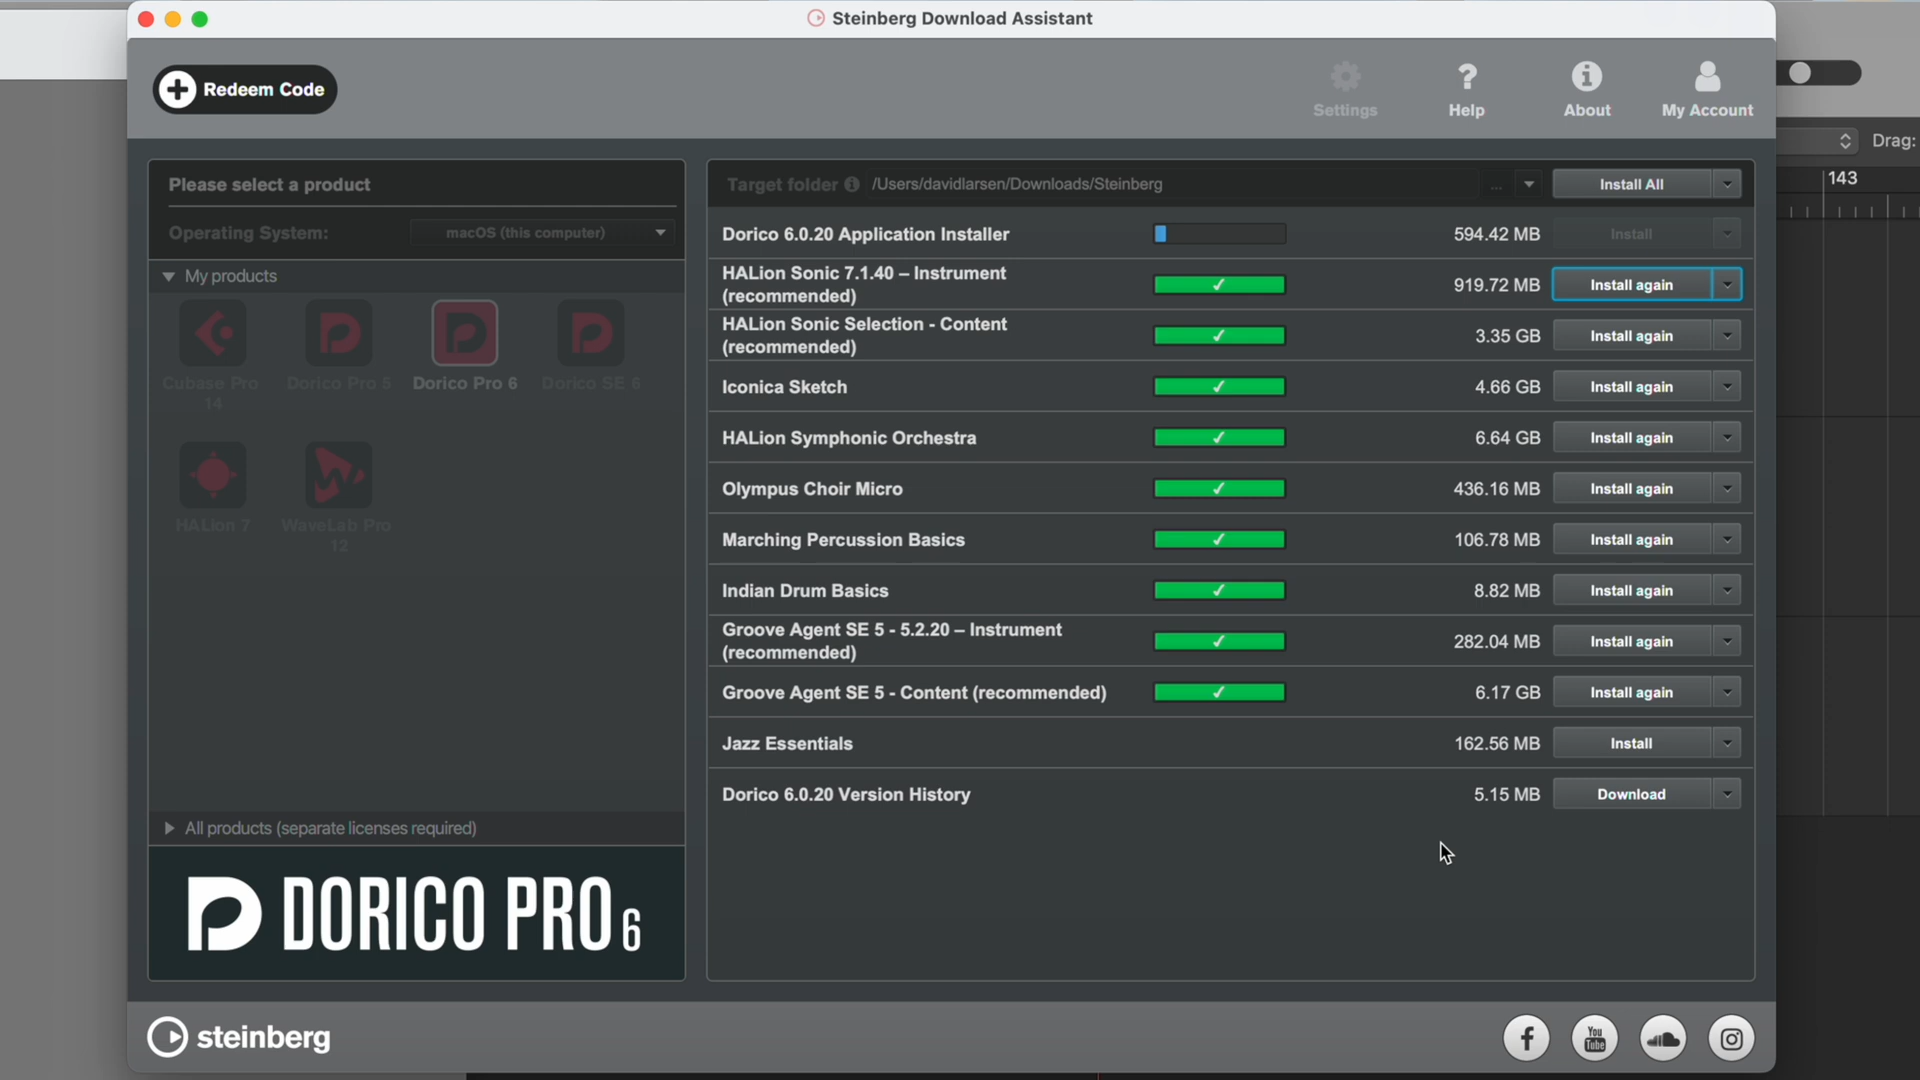 Steinberg Download Assistant
Redeem Code
Settings
Help
About
My Account
Drag:
143
Please select a product
Operating System:
macOS (this computer)
My products
Cubase Pro
14
Dorico Pro 5
Dorico Pro 6
Dorico SE 6
HALion 7
WaveLab Pro
12
All products (separate licenses required)
DORICO PRO 6
Target folder
/Users/davidlarsen/Downloads/Steinberg
...
Install All
Dorico 6.0.20 Application Installer
594.42 MB
Install
HALion Sonic 7.1.40 – Instrument
(recommended)
919.72 MB
Install again
HALion Sonic Selection - Content
(recommended)
3.35 GB
Install again
Iconica Sketch
4.66 GB
Install again
HALion Symphonic Orchestra
6.64 GB
Install again
Olympus Choir Micro
436.16 MB
Install again
Marching Percussion Basics
106.78 MB
Install again
Indian Drum Basics
8.82 MB
Install again
Groove Agent SE 5 - 5.2.20 – Instrument
(recommended)
282.04 MB
Install again
Groove Agent SE 5 - Content (recommended)
6.17 GB
Install again
Jazz Essentials
162.56 MB
Install
Dorico 6.0.20 Version History
5.15 MB
Download
steinberg
You
Tube